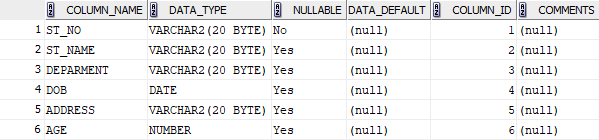 COLUMN_NAME DATA_TYPE NULLABLE DATA_DEFAULT COLUMN_ID COMMENTS
1 ST_NO VARCHAR2(20 BYTE) No (null) 1 (null)
2 ST_NAME VARCHAR2(20 BYTE) Yes (null) 2 (null)
3 DEPARMENT VARCHAR2(20 BYTE) Yes (null) 3 (null)
4 DOB DATE Yes (null) 4 (null)
5 ADDRESS VARCHAR2(20 BYTE) Yes (null) 5 (null)
6 AGE NUMBER Yes (null) 6 (null)